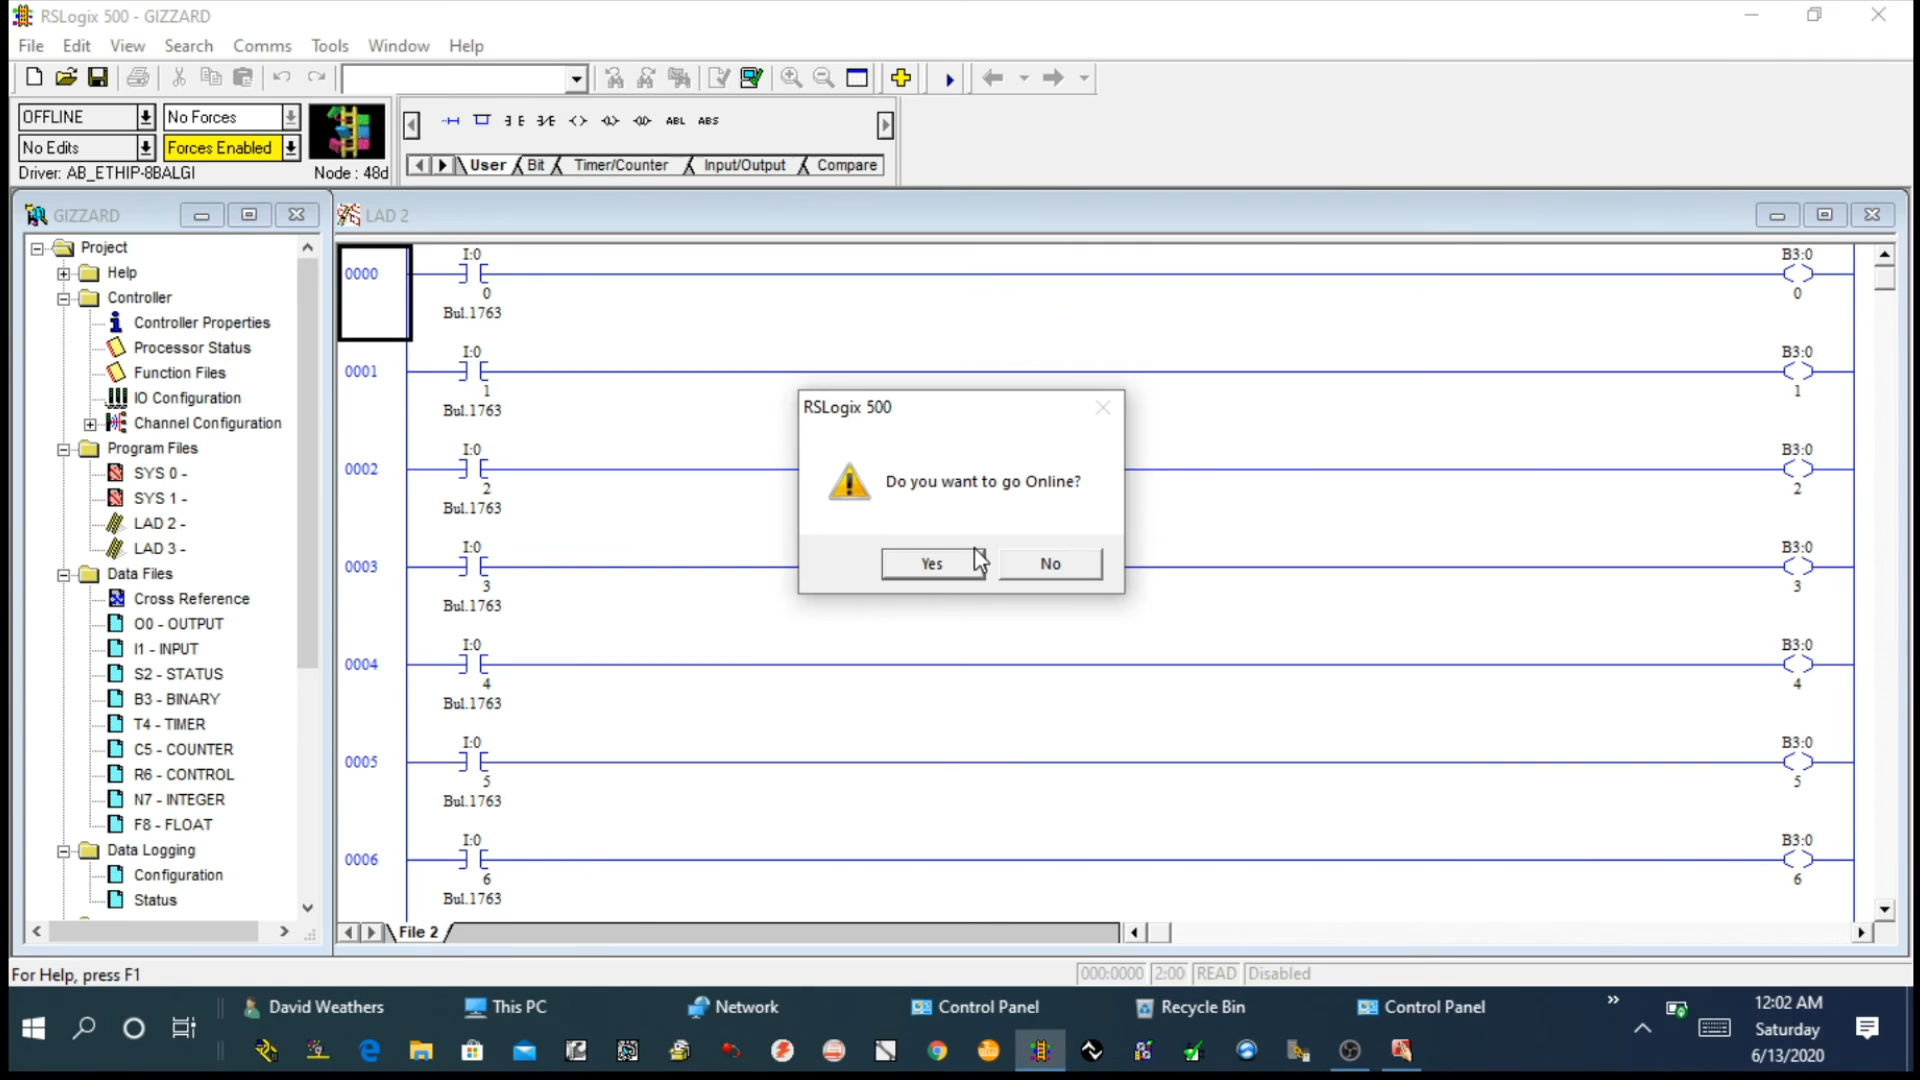 RSLogix 500 - GIZZARD
File Edit View Search Comms Tools Window Help
OFFLINE No Forces
No Edits Forces Enabled
Driver: AB_ETHIP-8BALGI Node : 48d
ABL ABS
User Bit Timer/Counter Input/Output Compare
GIZZARD
Project
Help
Controller
Controller Properties
Processor Status
Function Files
IO Configuration
Channel Configuration
Program Files
SYS 0 -
SYS 1 -
LAD 2 -
LAD 3 -
Data Files
Cross Reference
O0 - OUTPUT
I1 - INPUT
S2 - STATUS
B3 - BINARY
T4 - TIMER
C5 - COUNTER
R6 - CONTROL
N7 - INTEGER
F8 - FLOAT
Data Logging
Configuration
Status
LAD 2
I:0 B3:0
0000
0 0
Bul.1763
I:0 B3:0
0001
1 1
Bul.1763
I:0 B3:0
0002
2 2
Bul.1763
I:0 B3:0
0003
3 3
Bul.1763
I:0 B3:0
0004
4 4
Bul.1763
I:0 B3:0
0005
5 5
Bul.1763
I:0 B3:0
0006
6 6
Bul.1763
RSLogix 500
Do you want to go Online?
Yes No
File 2
For Help, press F1
000:0000 2:00 READ Disabled
David Weathers This PC Network Control Panel Recycle Bin Control Panel
12:02 AM
Saturday
6/13/2020